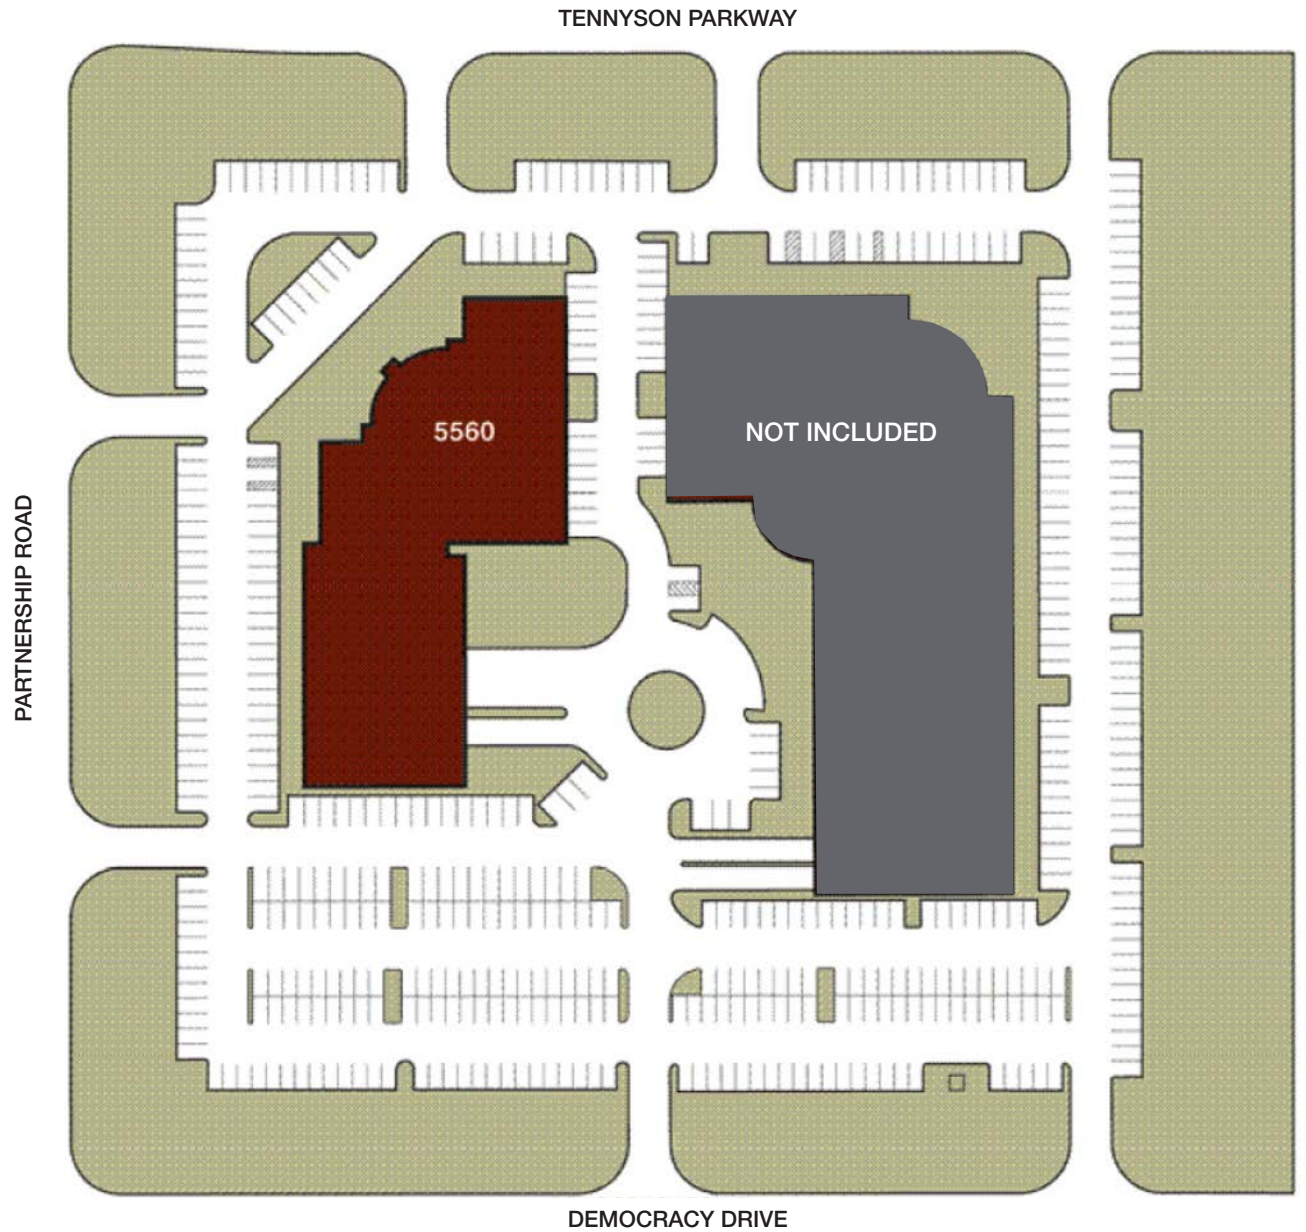 TENNYSON PARKWAY
5560
NOT INCLUDED
PARTNERSHIP ROAD
DEMOCRACY DRIVE